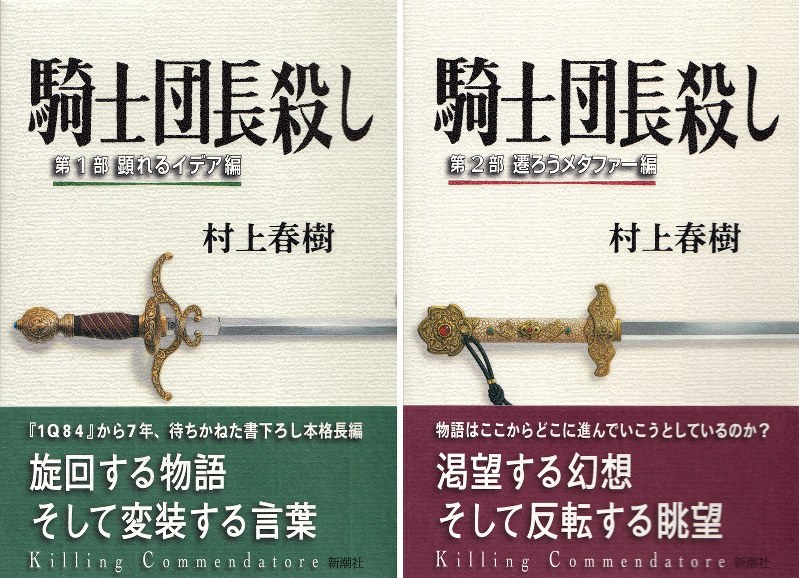 騎士団長殺し
第1部 顕れるイデア編
村上春樹
『1Q84』から7年、待ちかねた書下ろし本格長編
旋回する物語
そして変装する言葉
Killing Commendatore 新潮社
騎士団長殺し
第2部 遷ろうメタファー編
村上春樹
物語はここからどこに進んでいこうとしているのか？
渇望する幻想
そして反転する眺望
Killing Commendatore 新潮社